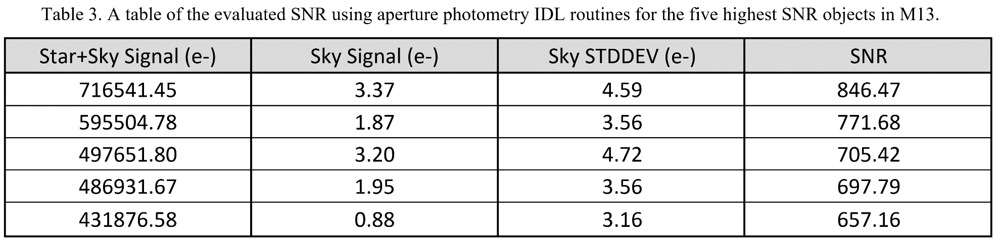 Table 3. A table of the evaluated SNR using aperture photometry IDL routines for the five highest SNR objects in M13.
Star+Sky Signal (e-) Sky Signal (e-) Sky STDDEV (e-) SNR
716541.45 3.37 4.59 846.47
595504.78 1.87 3.56 771.68
497651.80 3.20 4.72 705.42
486931.67 1.95 3.56 697.79
431876.58 0.88 3.16 657.16